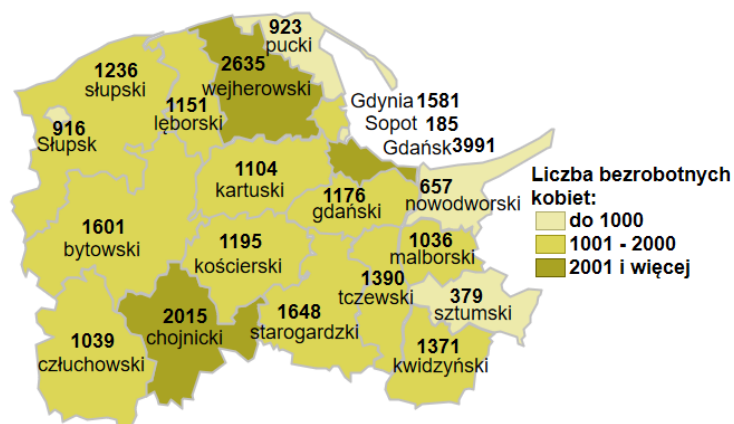 923
pucki
1236
słupski
2635
wejherowski
1151
lęborski
916
Słupsk
Gdynia 1581
Sopot 185
Gdańsk 3991
1104
kartuski
1176
gdański
657
nowodworski
1601
bytowski
1195
kościerski
1036
malborski
1390
tczewski
379
sztumski
2015
chojnicki
1648
starogardzki
1039
człuchowski
1371
kwidzyński
Liczba bezrobotnych
kobiet:
do 1000
1001 - 2000
2001 i więcej